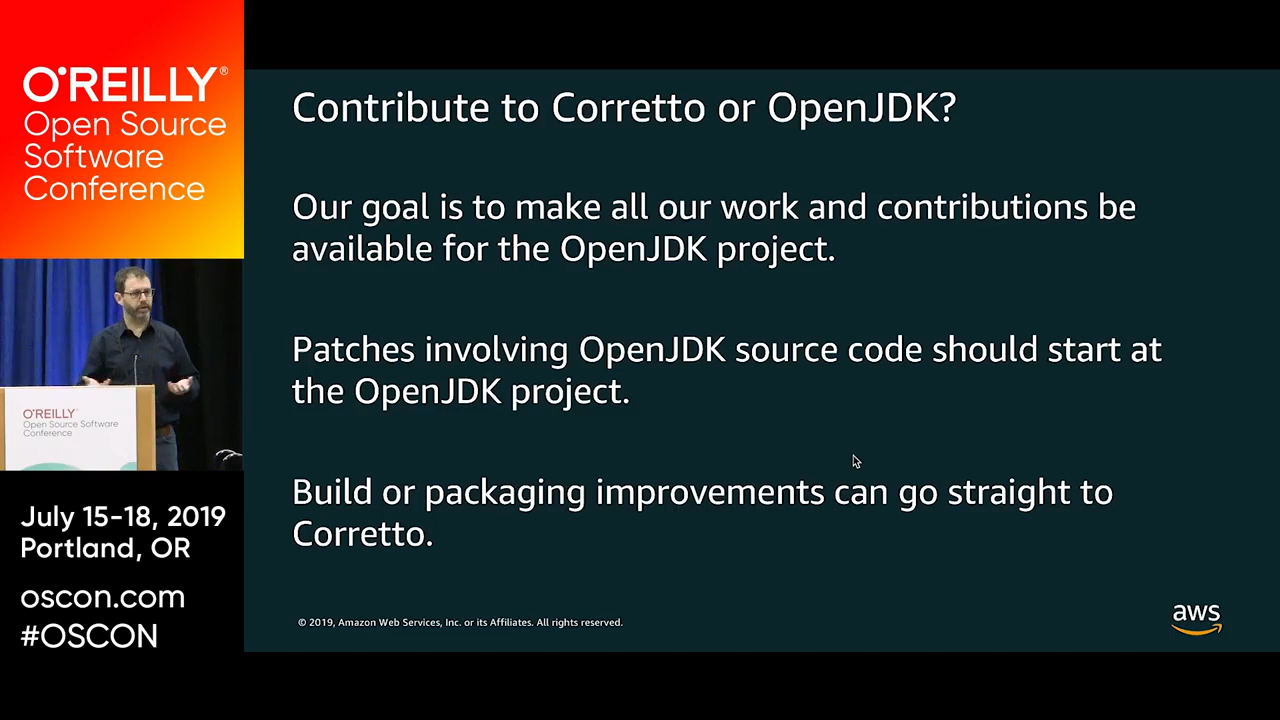 O'REILLY®
Open Source
Software
Conference
O'REILLY
Open Source Software
Conference
July 15-18, 2019
Portland, OR
oscon.com
#OSCON
Contribute to Corretto or OpenJDK?
Our goal is to make all our work and contributions be
available for the OpenJDK project.
Patches involving OpenJDK source code should start at
the OpenJDK project.
Build or packaging improvements can go straight to
Corretto.
© 2019, Amazon Web Services, Inc. or its Affiliates. All rights reserved.
aws